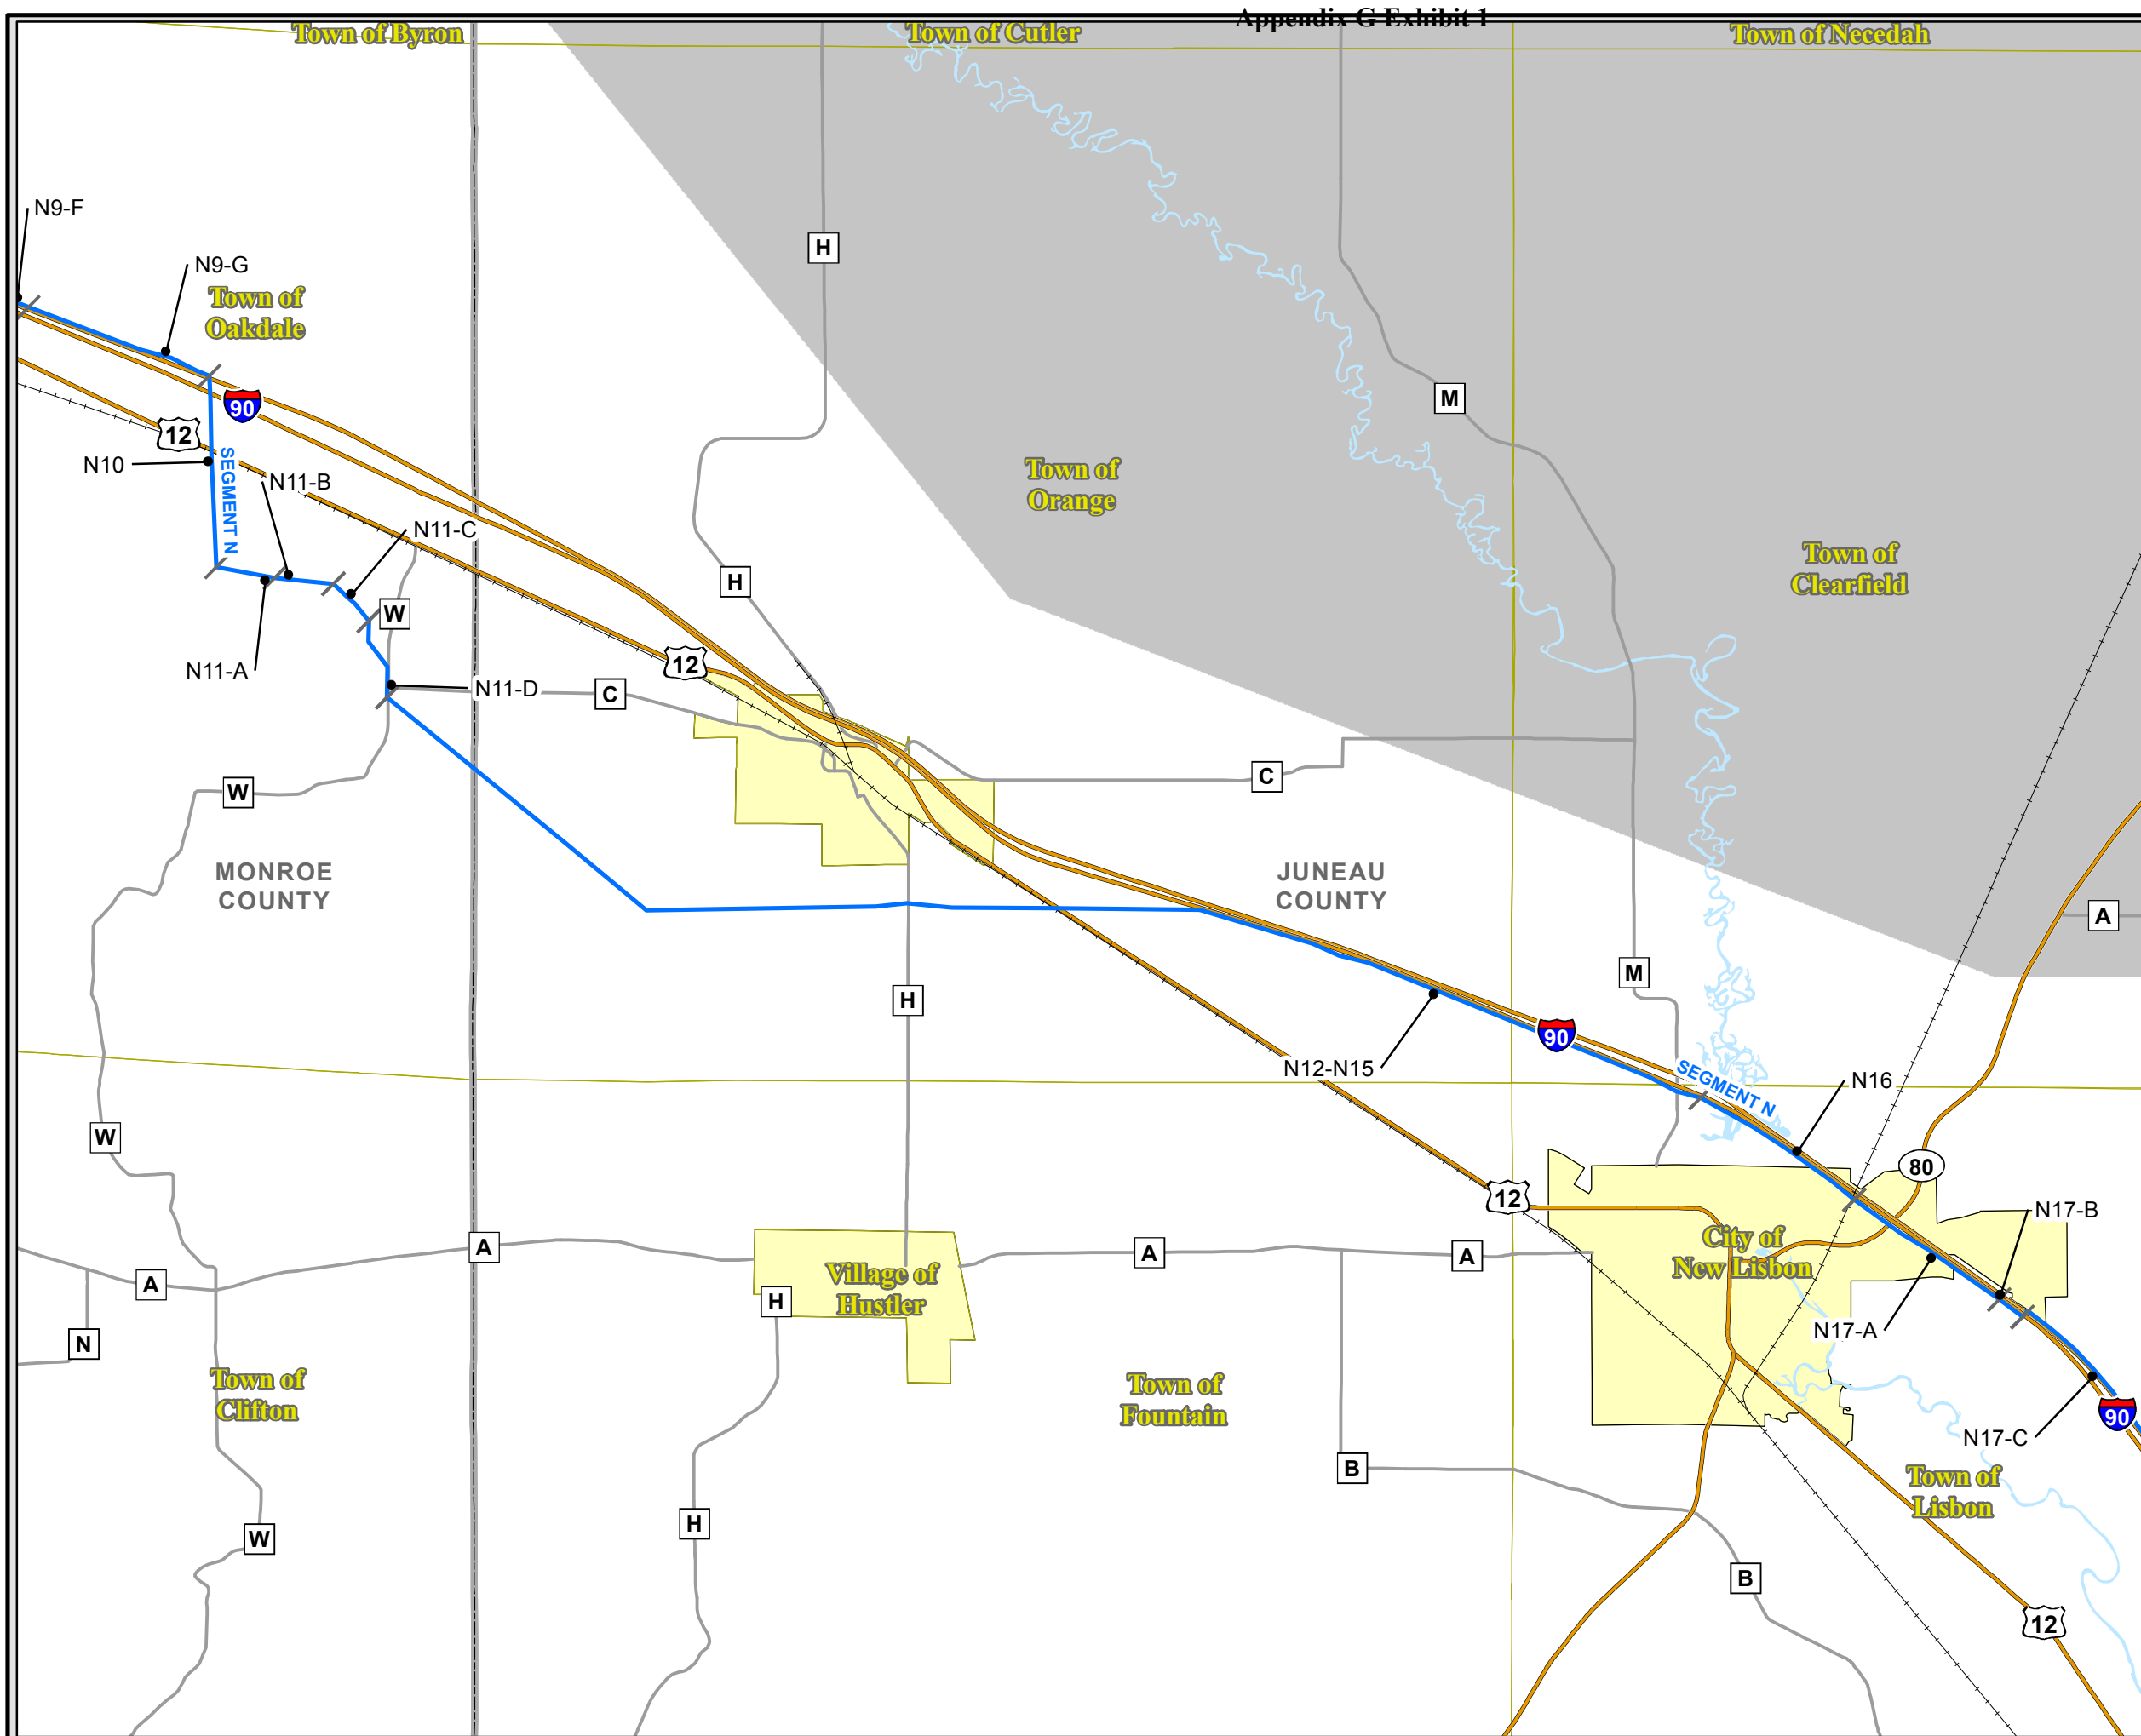 Appendix G Exhibit 1
Town of Byron
Town of Cutler
Town of Necedah
N9-F
H
N9-G
Town of
Oakdale
90
M
12
N10
SEGMENT N
N11-B
Town of
Orange
N11-C
Town of
Clearfield
H
W
12
N11-A
N11-D
C
C
W
MONROE
COUNTY
JUNEAU
COUNTY
A
M
H
90
N12-N15
SEGMENT N
N16
W
80
12
N17-B
City of
New Lisbon
A
A
A
A
Village of
Hustler
H
N
N17-A
Town of
Clifton
Town of
Fountain
90
N17-C
B
Town of
Lisbon
H
W
B
12